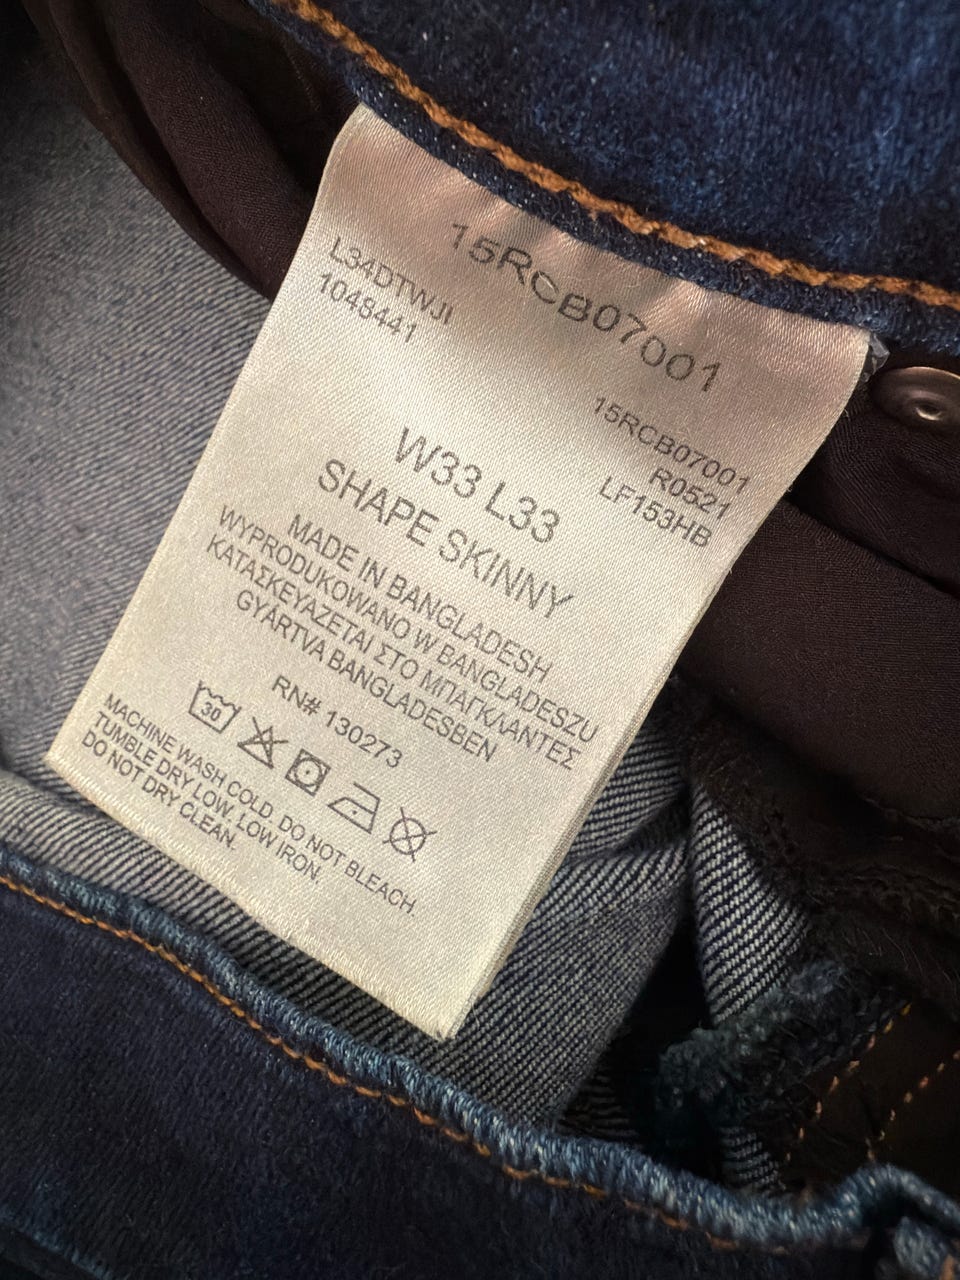 15RCB07001
L34DTWJI
1048441
15RCB07001
R0521
LF153HB
W33 L33
SHAPE SKINNY
MADE IN BANGLADESH
WYPRODUKOWANO W BANGLADESZU
ΚΑΤΑΣΚΕΥΑΖΕΤΑΙ ΣΤΟ ΜΠΑΓΚΛΑΝΤΕΣ
GYÁRTVA BANGLADESBEN
RN# 130273
30
MACHINE WASH COLD. DO NOT BLEACH.
TUMBLE DRY LOW. LOW IRON.
DO NOT DRY CLEAN.